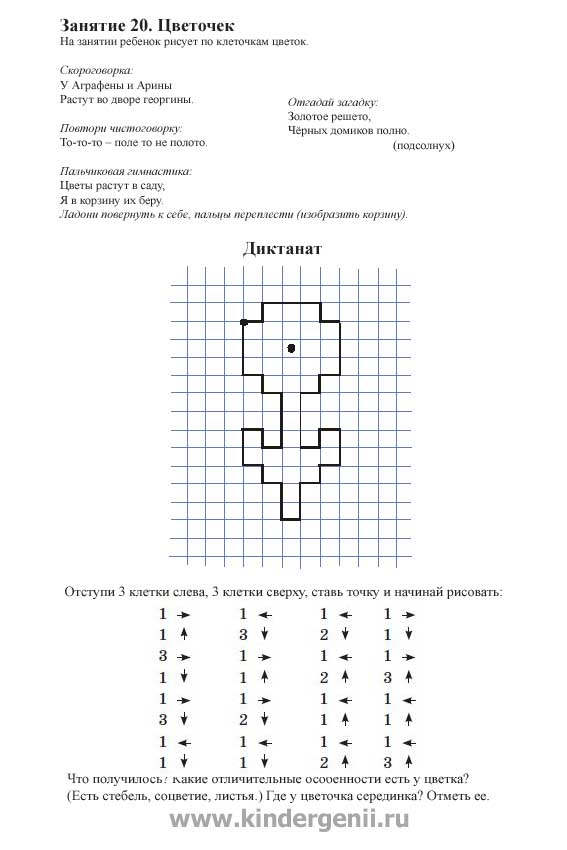 Занятие 20. Цветочек
На занятии ребенок рисует по клеточкам цветок.
Скороговорка:
У Аграфены и Арины
Растут во дворе георгины.
Повтори чистоговорку:
То-то-то – поле то не полото.
Отгадай загадку:
Золотое решето,
Чёрных домиков полно.
(подсолнух)
Пальчиковая гимнастика:
Цветы растут в саду,
Я в корзину их беру.
Ладони повернуть к себе, пальцы переплести (изобразить корзину).
Диктанат
Отступи 3 клетки слева, 3 клетки сверху, ставь точку и начинай рисовать:
1 → 1 ← 1 ← 1 →
1 ↑ 3 ↓ 2 ↓ 1 ↓
3 → 1 → 1 ← 1 →
1 ↓ 1 ↑ 2 ↑ 3 ↑
1 → 1 → 1 ← 1 ←
3 ↓ 2 ↓ 1 ↑ 1 ↑
1 ← 1 ← 1 ← 1 ←
1 ↓ 1 ↓ 2 ↑ 3 ↑
Что получилось? Какие отличительные особенности есть у цветка?
(Есть стебель, соцветие, листья.) Где у цветочка серединка? Отметь ее.
www.kindergenii.ru